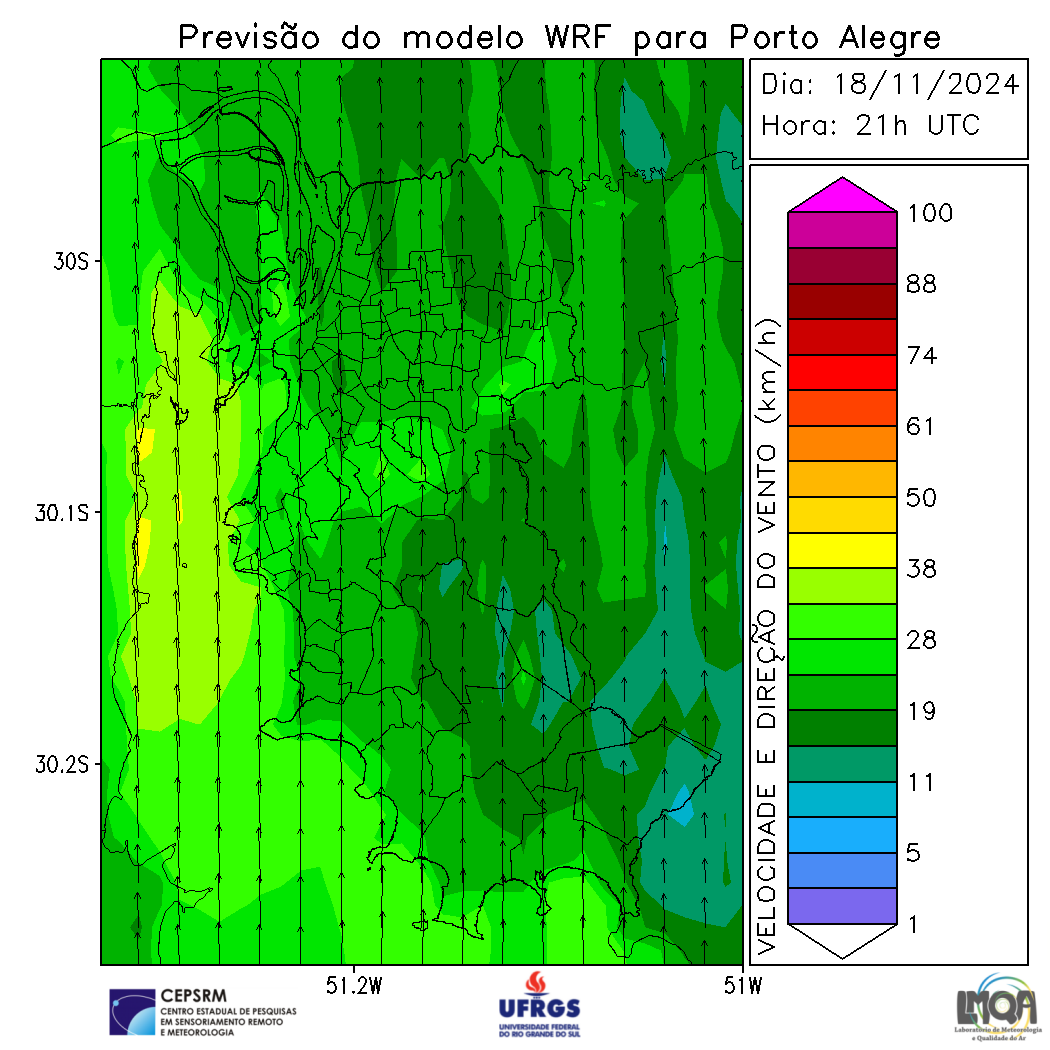 Previsão do modelo WRF para Porto Alegre
Dia: 18/11/2024
Hora: 21h UTC
30S
30.1S
30.2S
51.2W
51W
VELOCIDADE E DIREÇÃO DO VENTO (km/h)
100
88
74
61
50
38
28
19
11
5
1
CEPSRM
CENTRO ESTADUAL DE PESQUISAS
EM SENSORIAMENTO REMOTO
E METEOROLOGIA
UFRGS
UNIVERSIDADE FEDERAL
DO RIO GRANDE DO SUL
LMQA
Laboratório de Meteorologia
e Qualidade do Ar